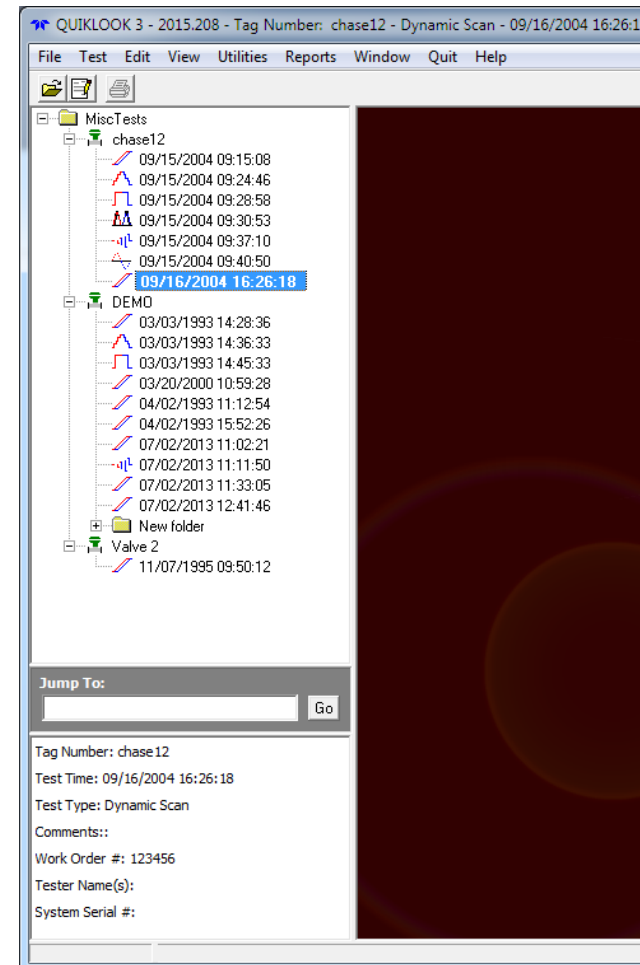 QUIKLOOK 3 - 2015.208 - Tag Number: chase12 - Dynamic Scan - 09/16/2004 16:26:1
File Test Edit View Utilities Reports Window Quit Help
MiscTests
chase12
09/15/2004 09:15:08
09/15/2004 09:24:46
09/15/2004 09:28:58
09/15/2004 09:30:53
09/15/2004 09:37:10
09/15/2004 09:40:50
09/16/2004 16:26:18
DEMO
03/03/1993 14:28:36
03/03/1993 14:36:33
03/03/1993 14:45:33
03/20/2000 10:59:28
04/02/1993 11:12:54
04/02/1993 15:52:26
07/02/2013 11:02:21
07/02/2013 11:11:50
07/02/2013 11:33:05
07/02/2013 12:41:46
New folder
Valve 2
11/07/1995 09:50:12
Jump To:
Go
Tag Number: chase12
Test Time: 09/16/2004 16:26:18
Test Type: Dynamic Scan
Comments::
Work Order #: 123456
Tester Name(s):
System Serial #: